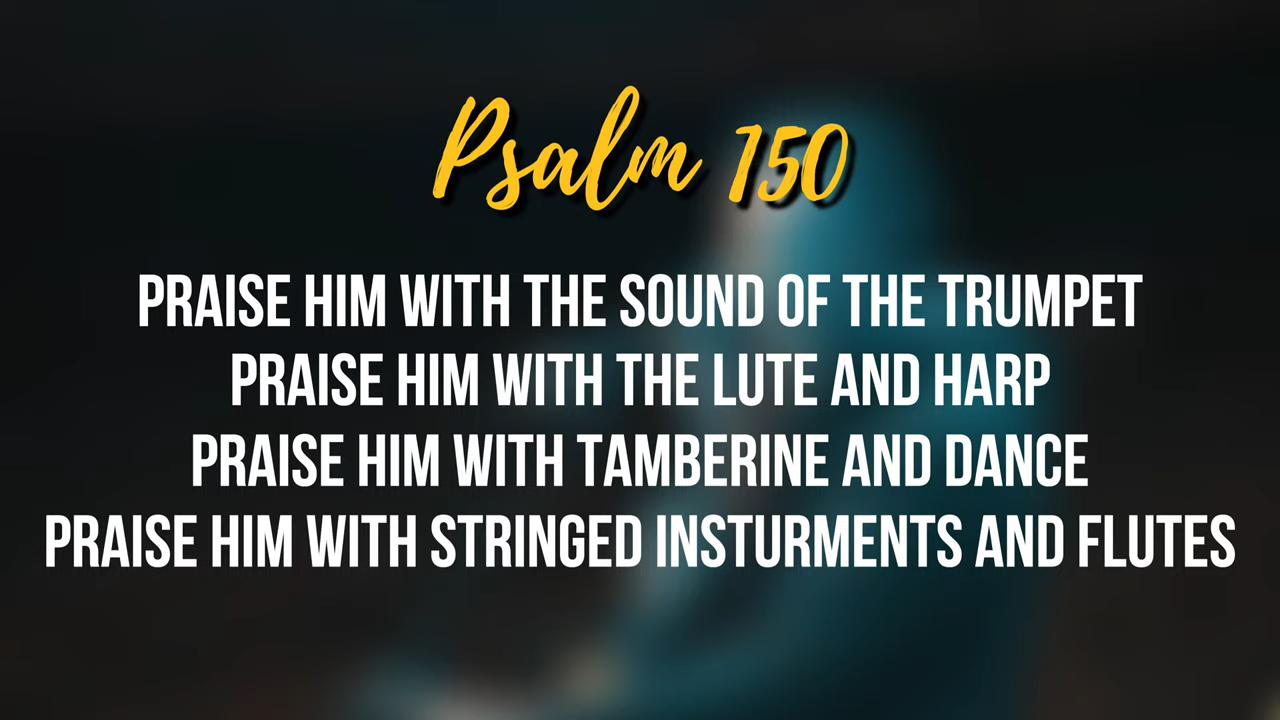 Psalm 150
PRAISE HIM WITH THE SOUND OF THE TRUMPET
PRAISE HIM WITH THE LUTE AND HARP
PRAISE HIM WITH TAMBERINE AND DANCE
PRAISE HIM WITH STRINGED INSTURMENTS AND FLUTES